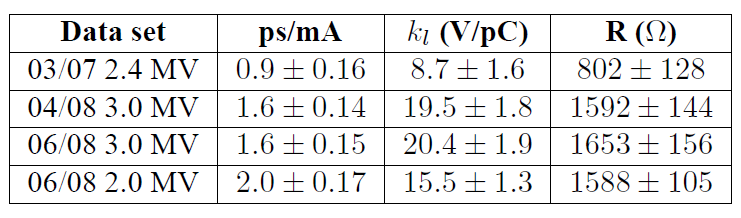 Data set ps/mA kl (V/pC) R (Ω)
03/07 2.4 MV 0.9 ± 0.16 8.7 ± 1.6 802 ± 128
04/08 3.0 MV 1.6 ± 0.14 19.5 ± 1.8 1592 ± 144
06/08 3.0 MV 1.6 ± 0.15 20.4 ± 1.9 1653 ± 156
06/08 2.0 MV 2.0 ± 0.17 15.5 ± 1.3 1588 ± 105